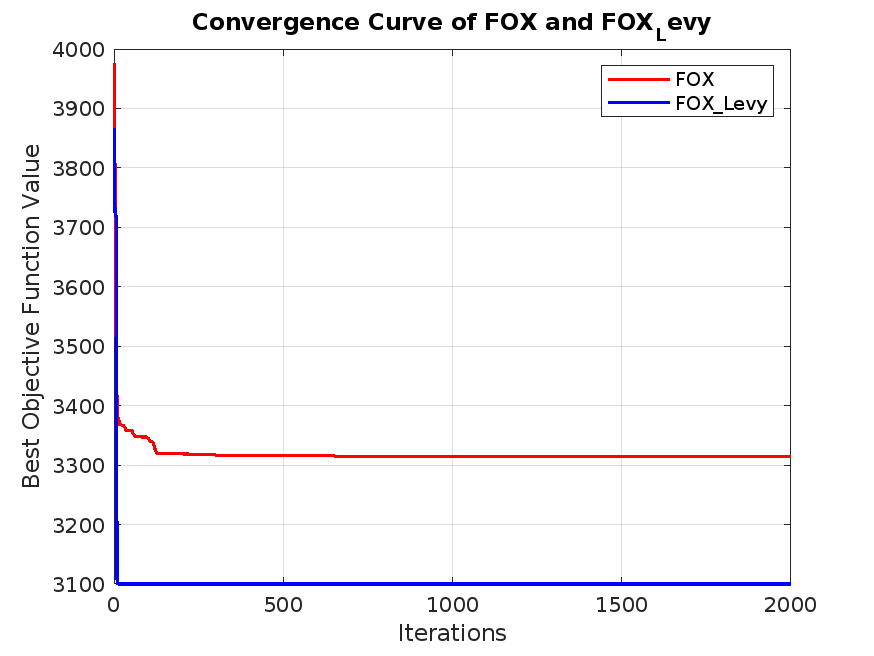 Convergence Curve of FOX and FOX_Levy
FOX
FOX_Levy
Best Objective Function Value
4000
3900
3800
3700
3600
3500
3400
3300
3200
3100
0 500 1000 1500 2000
Iterations